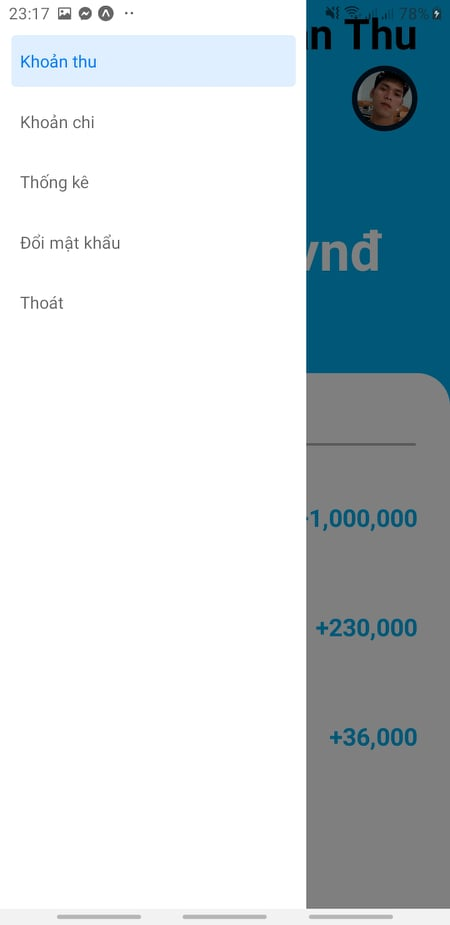 23:17 78%
Thu
Khoản thu
Khoản chi
Thống kê
Đổi mật khẩu
Thoát
vnđ
1,000,000
+230,000
+36,000